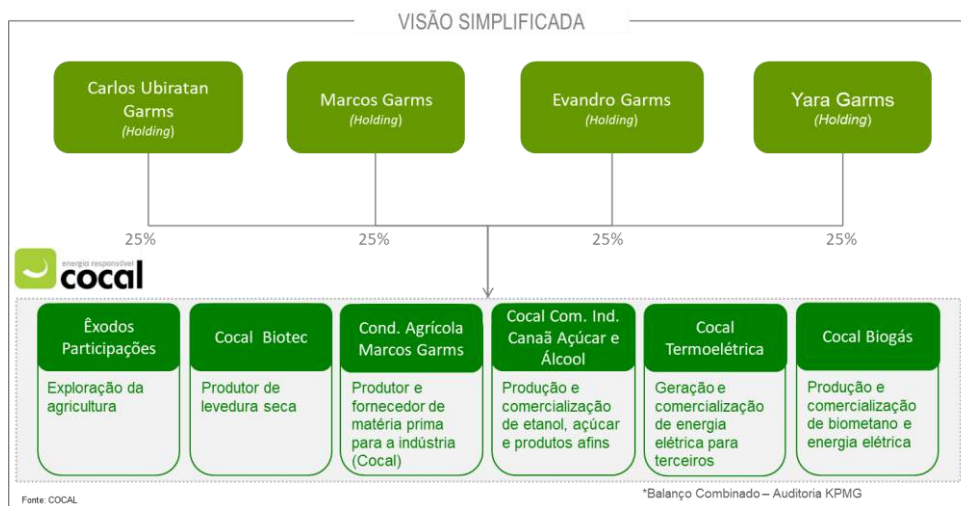 VISÃO SIMPLIFICADA
Carlos Ubiratan
Garms
(Holding)
Marcos Garms
(Holding)
Evandro Garms
(Holding)
Yara Garms
(Holding)
25%
25%
25%
25%
energia responsável
cocal
Êxodos
Participações
Exploração da
agricultura
Cocal Biotec
Produtor de
levedura seca
Cond. Agrícola
Marcos Garms
Produtor e
fornecedor de
matéria prima
para a indústria
(Cocal)
Cocal Com. Ind.
Canaã Açúcar e
Álcool
Produção e
comercialização
de etanol, açúcar
e produtos afins
Cocal
Termoelétrica
Geração e
comercialização
de energia
elétrica para
terceiros
Cocal Biogás
Produção e
comercialização
de biometano e
energia elétrica
Fonte: COCAL
*Balanço Combinado – Auditoria KPMG